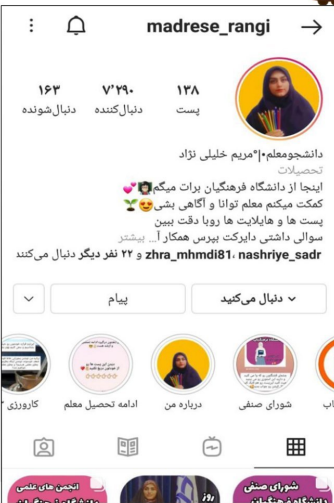 madrese_rangi
۱۳۸ ۷٬۲۹۰ ۱۶۳
پست دنبال‌کننده دنبال‌شونده
دانشجومعلم•|°مریم خلیلی نژاد
تحصیلات
اینجا از دانشگاه فرهنگیان برات میگم👩🏻‍🏫💕
کمکت میکنم معلم توانا و آگاهی بشی😍🌱
پست ها و هایلایت ها رو‌با دقت ببین
سوالی داشتی دایرکت بپرس همکار آ... بیشتر
zhra_mhmdi81، nashriye_sadr و ۲۲ نفر دیگر دنبال می‌کنند
دنبال می‌کنید پیام
شورای صنفی درباره من ادامه تحصیل معلم کارورزی
شورای صنفی روز انجمن های علمی
دانشگاه فرهنگیان